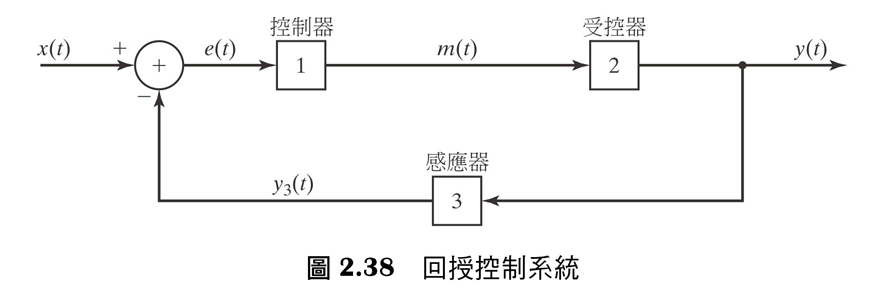 控制器
受控器
x(t)
+
e(t)
m(t)
y(t)
+
1
2
−
感應器
y₃(t)
3
圖 2.38 回授控制系統